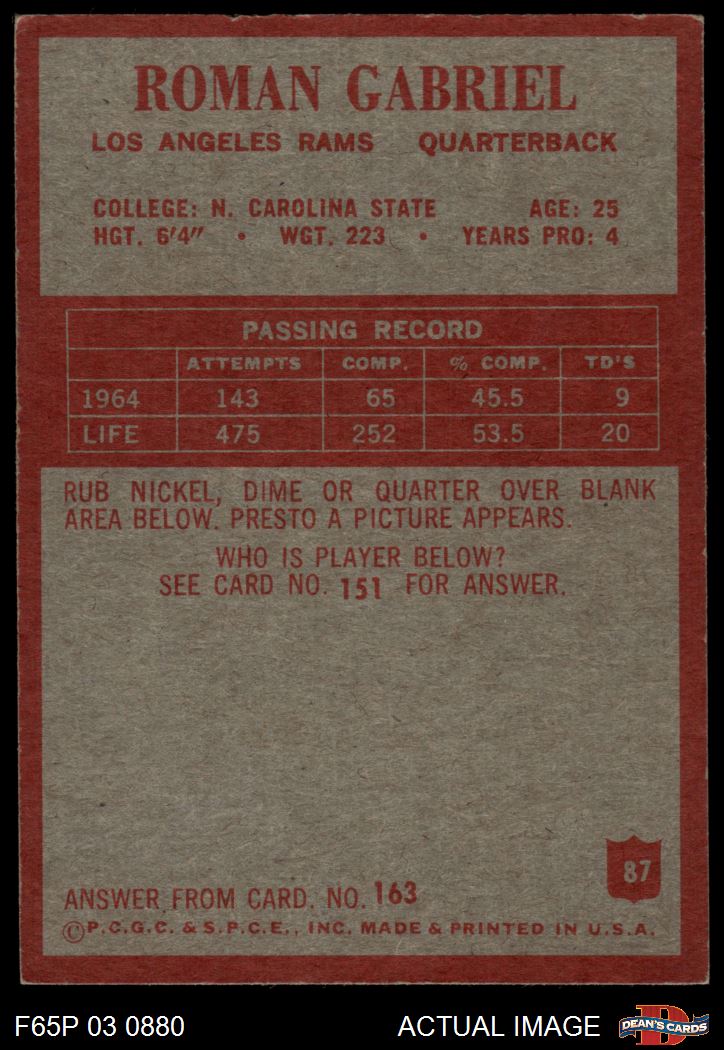 ROMAN GABRIEL
LOS ANGELES RAMS QUARTERBACK
COLLEGE: N. CAROLINA STATE AGE: 25
HGT. 6'4" • WGT. 223 • YEARS PRO: 4
PASSING RECORD
ATTEMPTS COMP. % COMP. TD'S
1964 143 65 45.5 9
LIFE 475 252 53.5 20
RUB NICKEL, DIME OR QUARTER OVER BLANK
AREA BELOW. PRESTO A PICTURE APPEARS.
WHO IS PLAYER BELOW?
SEE CARD NO. 151 FOR ANSWER.
87
ANSWER FROM CARD. NO. 163
©P.C.G.C. & S.P.C.E., INC. MADE & PRINTED IN U.S.A.
F65P 03 0880 ACTUAL IMAGE D DEAN'S CARDS